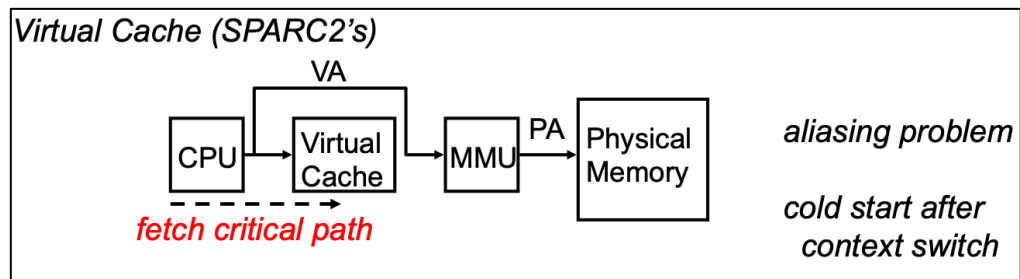 Virtual Cache (SPARC2's)
VA
CPU
Virtual
Cache
MMU
PA
Physical
Memory
aliasing problem
fetch critical path
cold start after
context switch